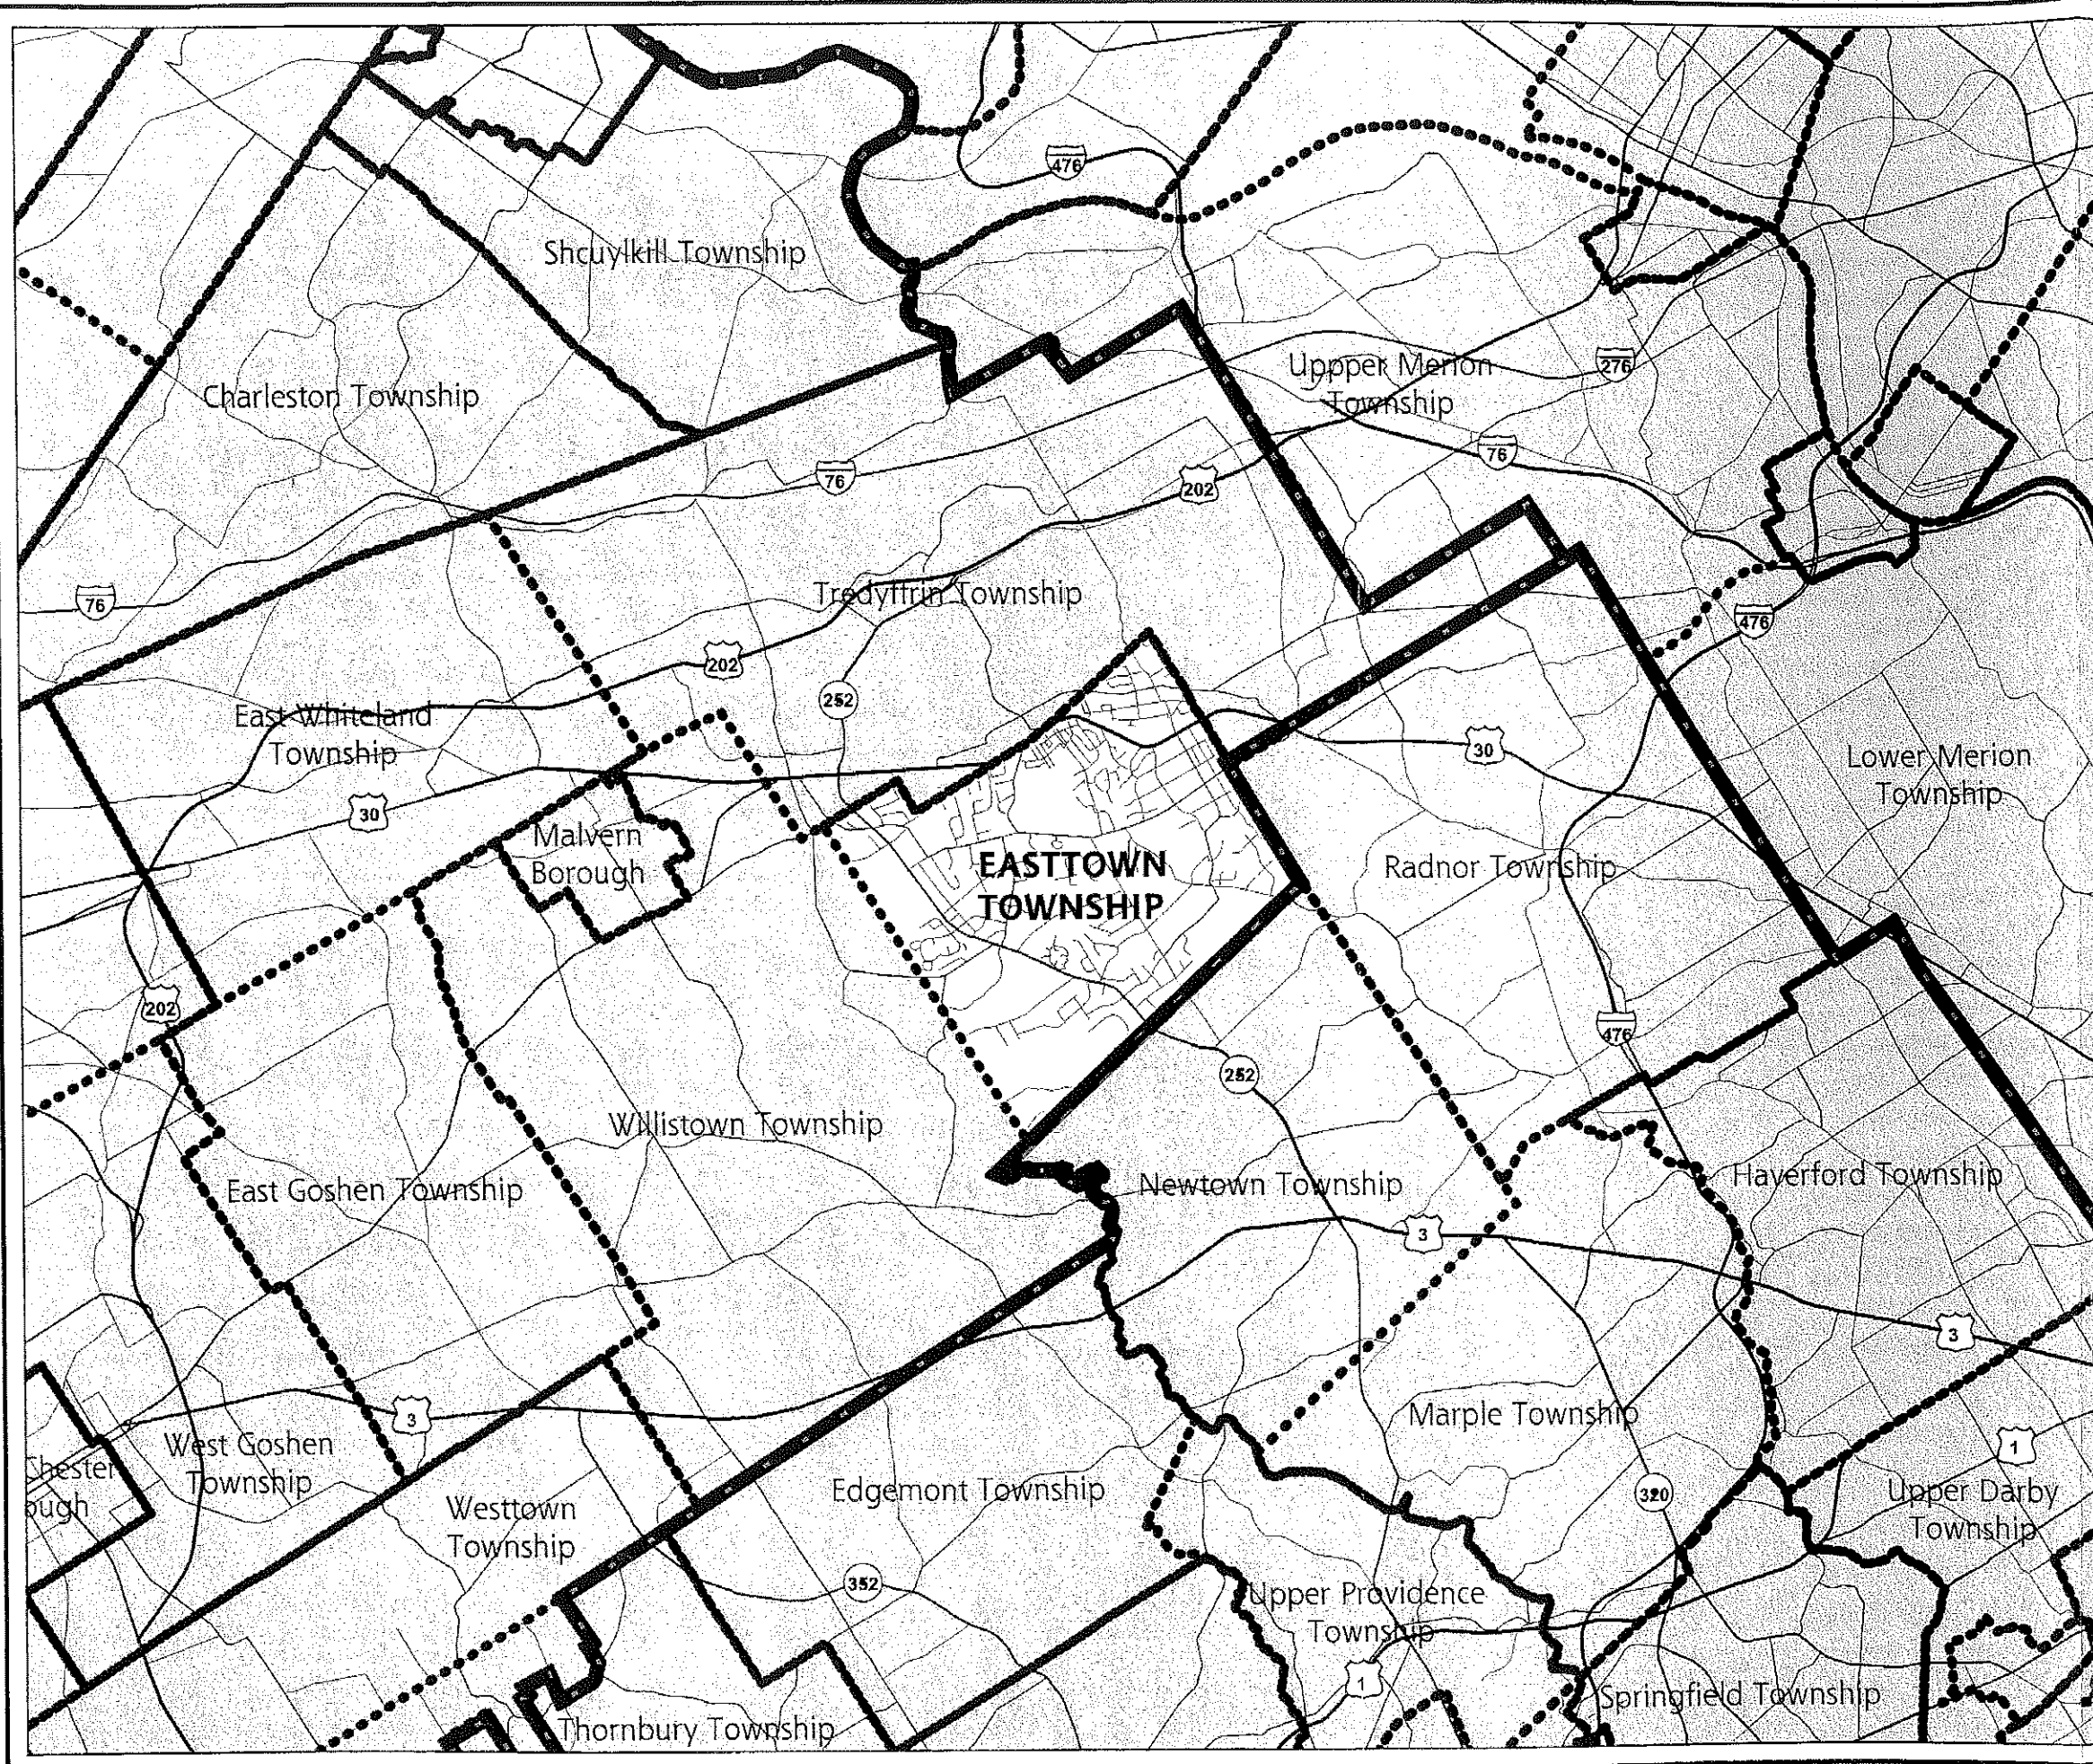 476
Shcuylkill Township
Uppper Merion
Township
276
Charleston Township
76
76
202
76
Tredyffrin Township
476
202
252
East Whiteland
Township
30
Lower Merion
Township
30
Malvern
Borough
EASTTOWN
TOWNSHIP
Radnor Township
202
476
252
Willistown Township
East Goshen Township
Newtown Township
Haverford Township
3
3
3
Marple Township
West Goshen
Township
Chester
ough
1
Edgemont Township
320
Upper Darby
Township
Westtown
Township
352
Upper Providence
Township
1
Springfield Township
Thornbury Township